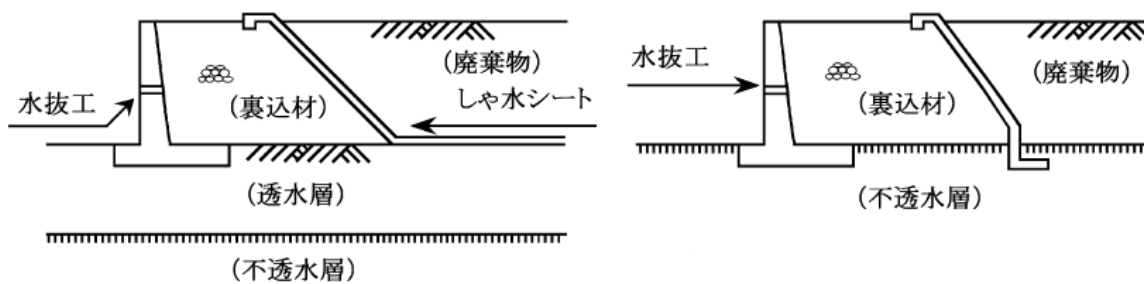 水抜工
(裏込材)
(廃棄物)
しゃ水シート
(透水層)
(不透水層)
水抜工
(裏込材)
(廃棄物)
(不透水層)